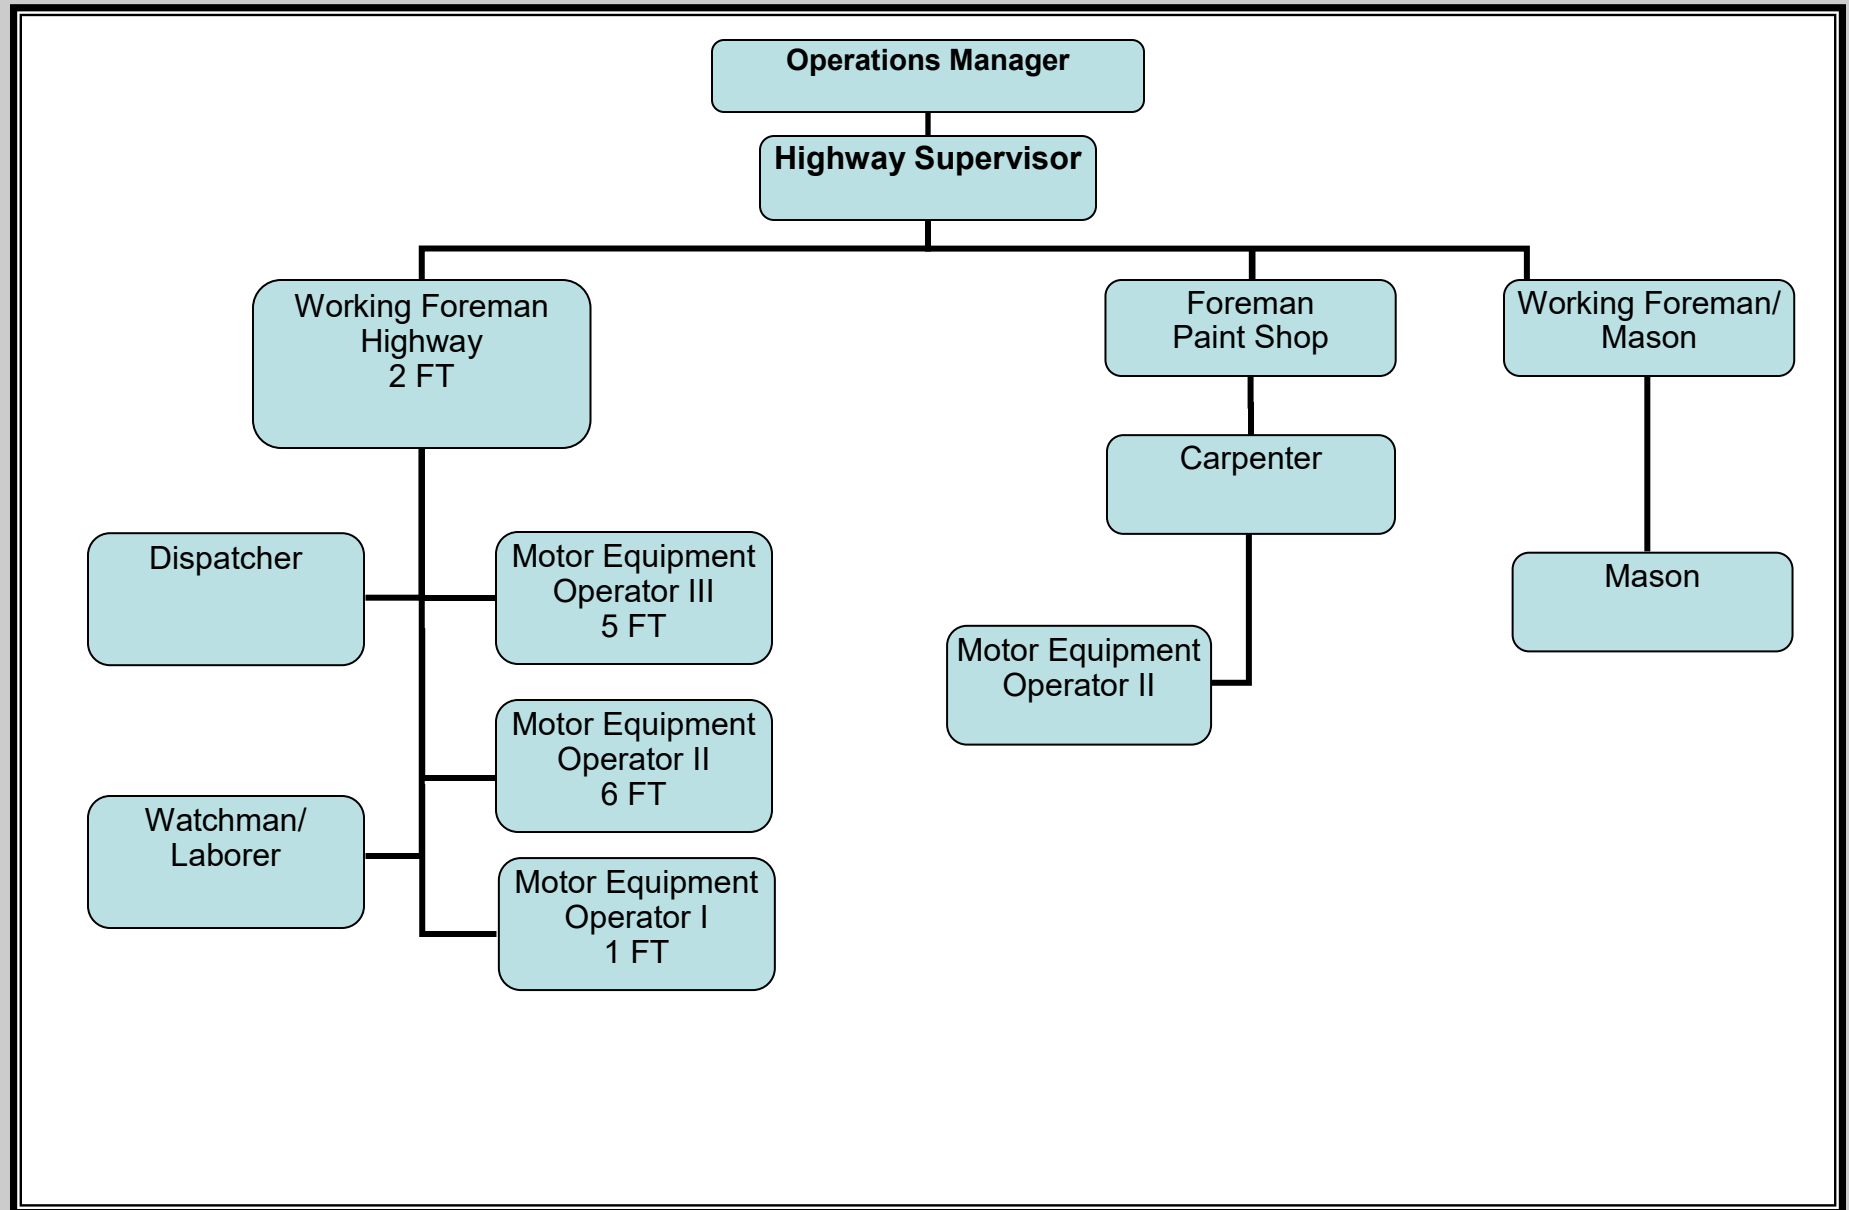 Operations Manager
Highway Supervisor
Working Foreman
Highway
2 FT
Foreman
Paint Shop
Working Foreman/
Mason
Carpenter
Dispatcher
Motor Equipment
Operator III
5 FT
Mason
Motor Equipment
Operator II
Motor Equipment
Operator II
6 FT
Watchman/
Laborer
Motor Equipment
Operator I
1 FT